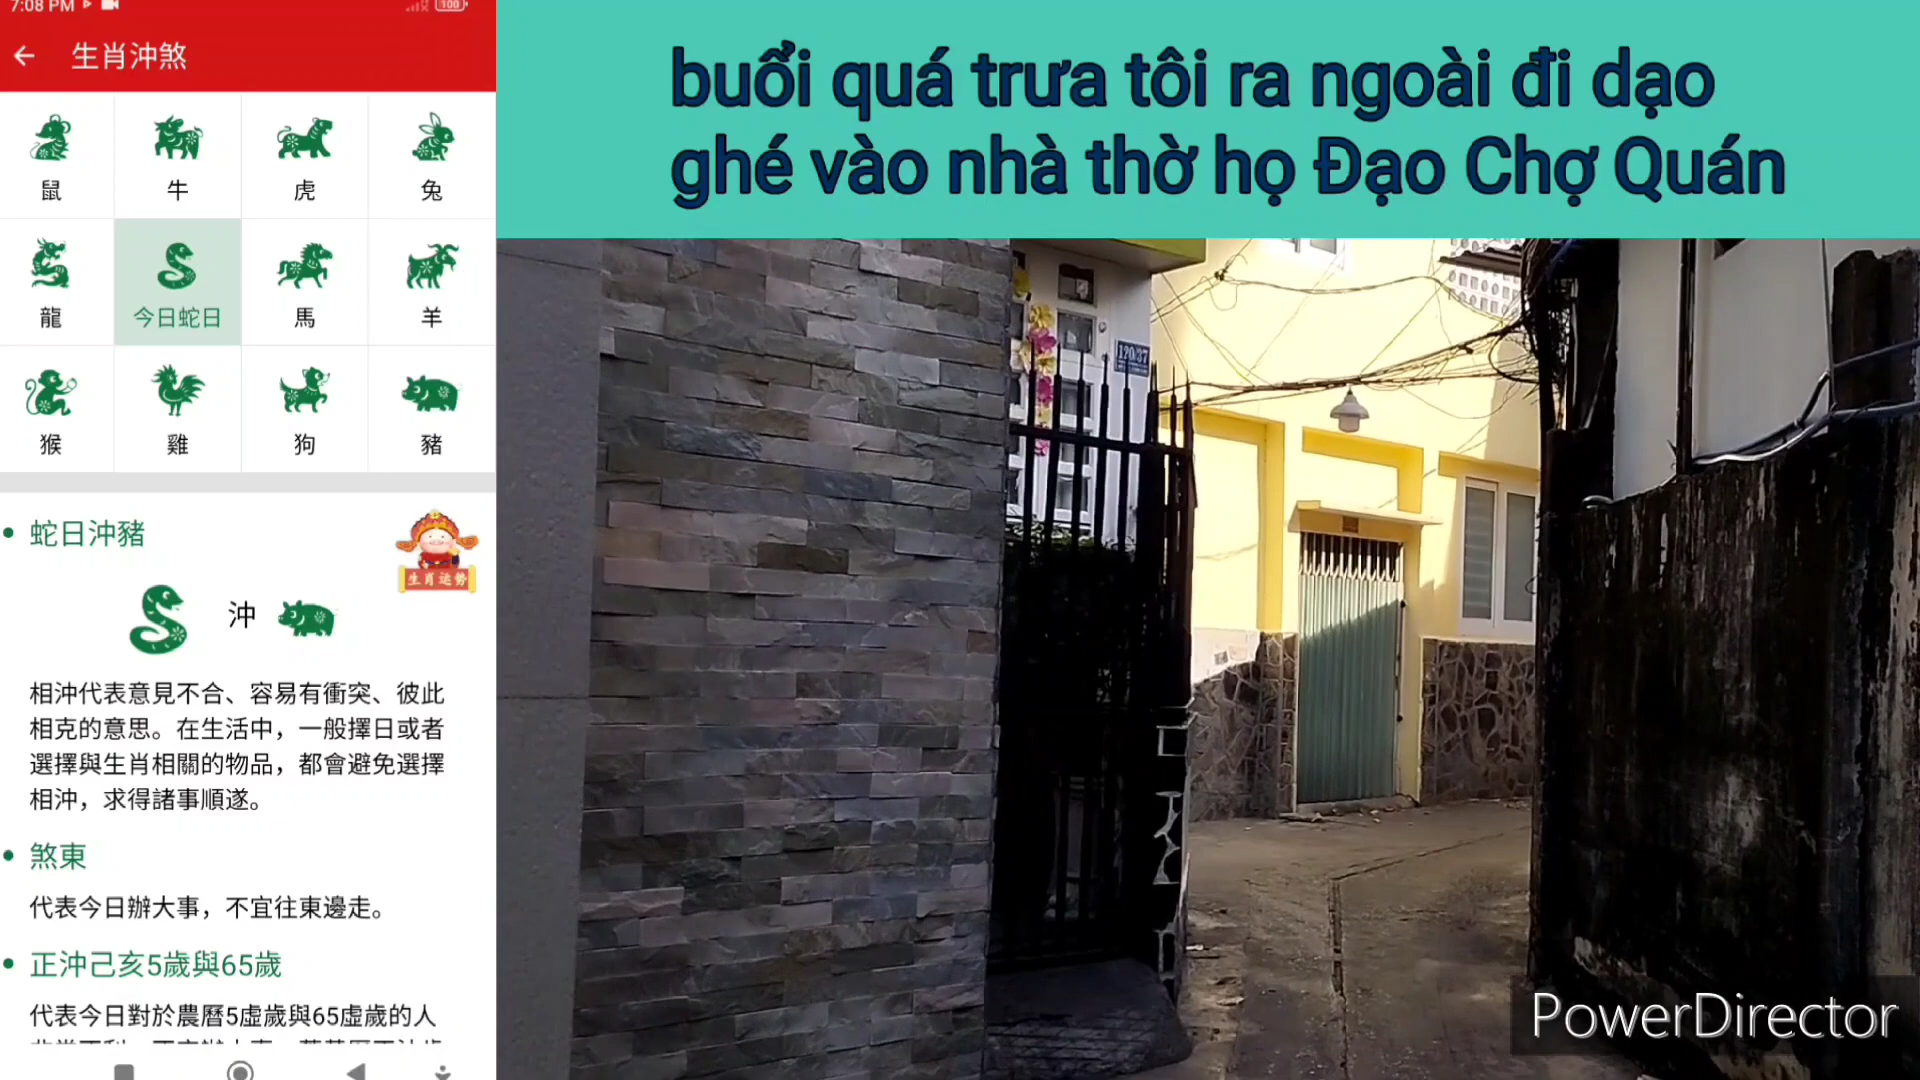 7:08 PM
100
生肖沖煞
鼠
牛
虎
兔
龍
今日蛇日
馬
羊
猴
雞
狗
豬
蛇日沖豬
生肖运势
沖
相沖代表意見不合、容易有衝突、彼此
相克的意思。在生活中，一般擇日或者
選擇與生肖相關的物品，都會避免選擇
相沖，求得諸事順遂。
煞東
代表今日辦大事，不宜往東邊走。
正沖己亥5歲與65歲
代表今日對於農曆5虛歲與65虛歲的人
buổi quá trưa tôi ra ngoài đi dạo
ghé vào nhà thờ họ Đạo Chợ Quán
120/37
PowerDirector